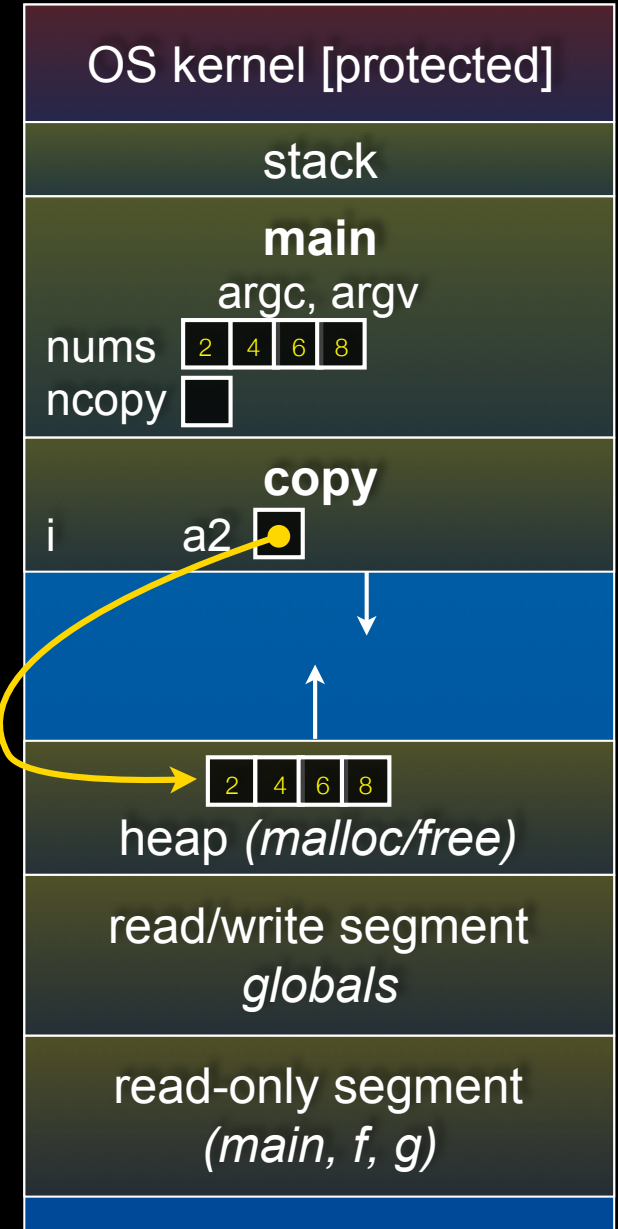 OS kernel [protected]
stack
main
argc, argv
nums 2 4 6 8
ncopy
copy
i a2
2 4 6 8
heap (malloc/free)
read/write segment
globals
read-only segment
(main, f, g)